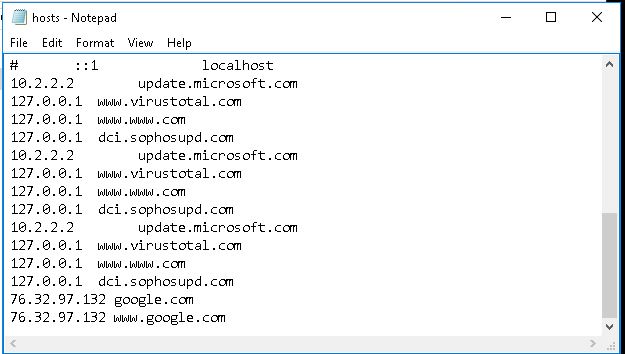 hosts - Notepad
File Edit Format View Help
# ::1 localhost
10.2.2.2 update.microsoft.com
127.0.0.1 www.virustotal.com
127.0.0.1 www.www.com
127.0.0.1 dci.sophosupd.com
10.2.2.2 update.microsoft.com
127.0.0.1 www.virustotal.com
127.0.0.1 www.www.com
127.0.0.1 dci.sophosupd.com
10.2.2.2 update.microsoft.com
127.0.0.1 www.virustotal.com
127.0.0.1 www.www.com
127.0.0.1 dci.sophosupd.com
76.32.97.132 google.com
76.32.97.132 www.google.com